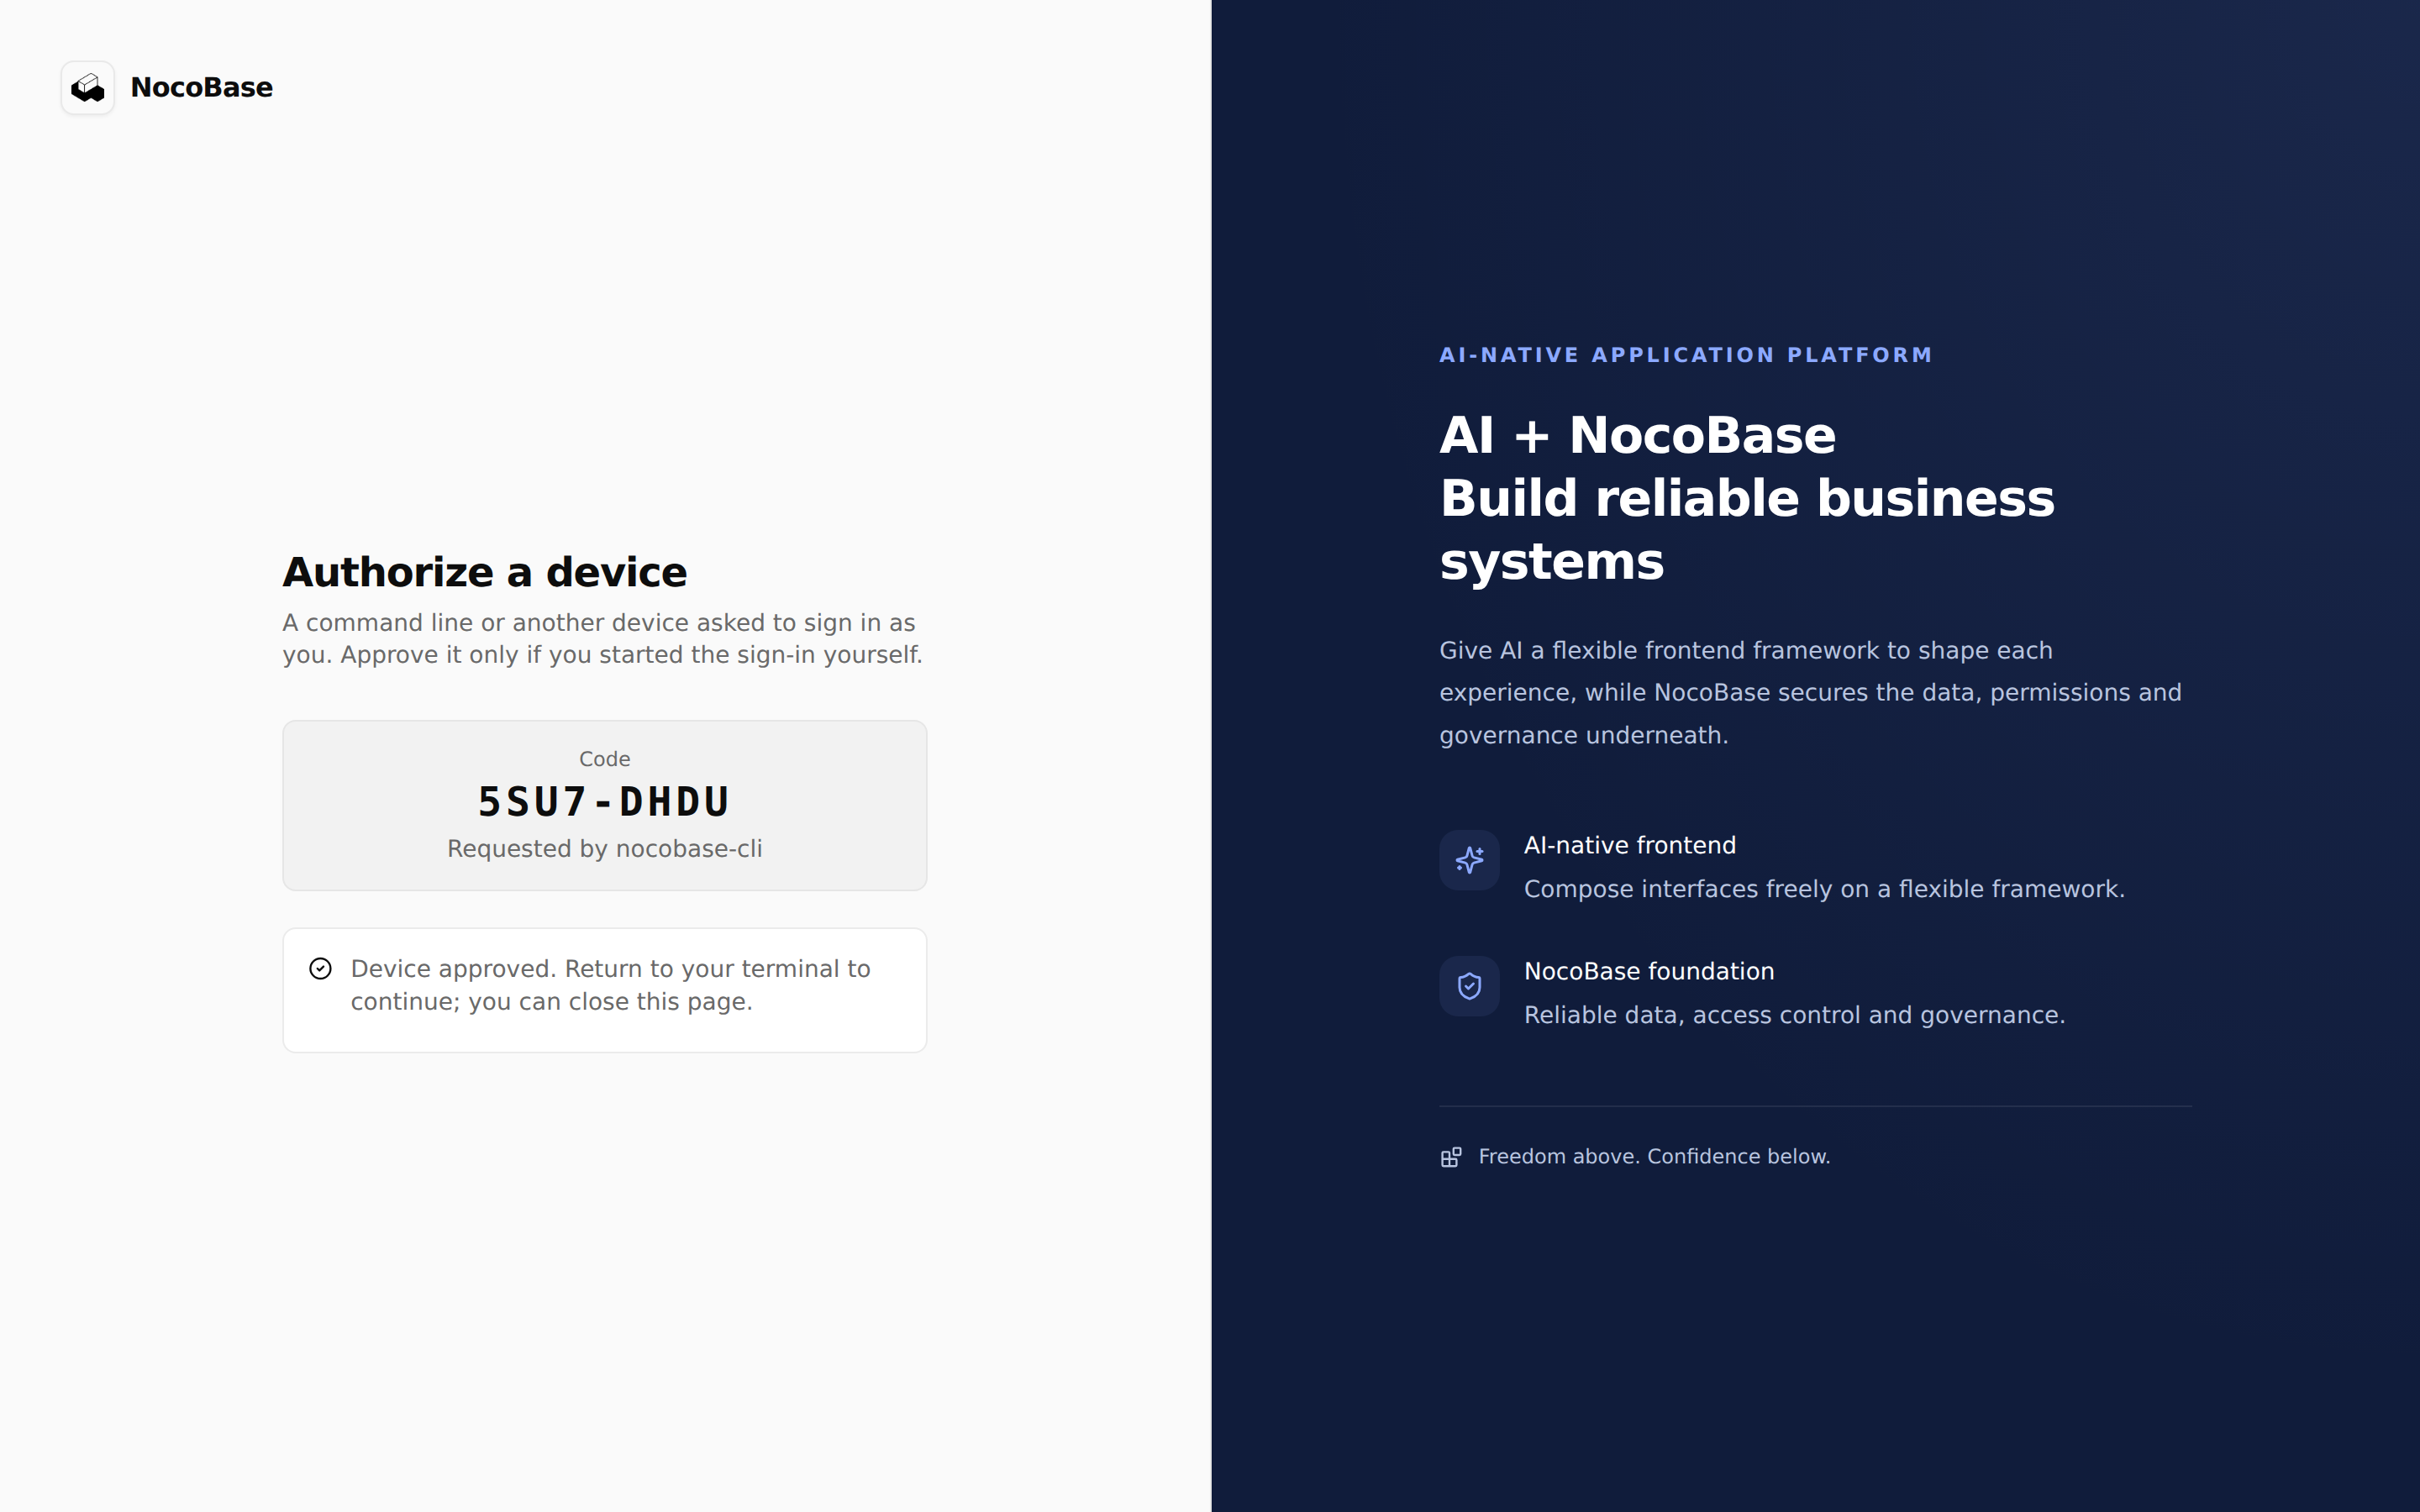 NocoBase
Authorize a device
A command line or another device asked to sign in as
you. Approve it only if you started the sign-in yourself.
Code
5SU7-DHDU
Requested by nocobase-cli
Device approved. Return to your terminal to
continue; you can close this page.
AI-NATIVE APPLICATION PLATFORM
AI + NocoBase
Build reliable business
systems
Give AI a flexible frontend framework to shape each
experience, while NocoBase secures the data, permissions and
governance underneath.
AI-native frontend
Compose interfaces freely on a flexible framework.
NocoBase foundation
Reliable data, access control and governance.
Freedom above. Confidence below.